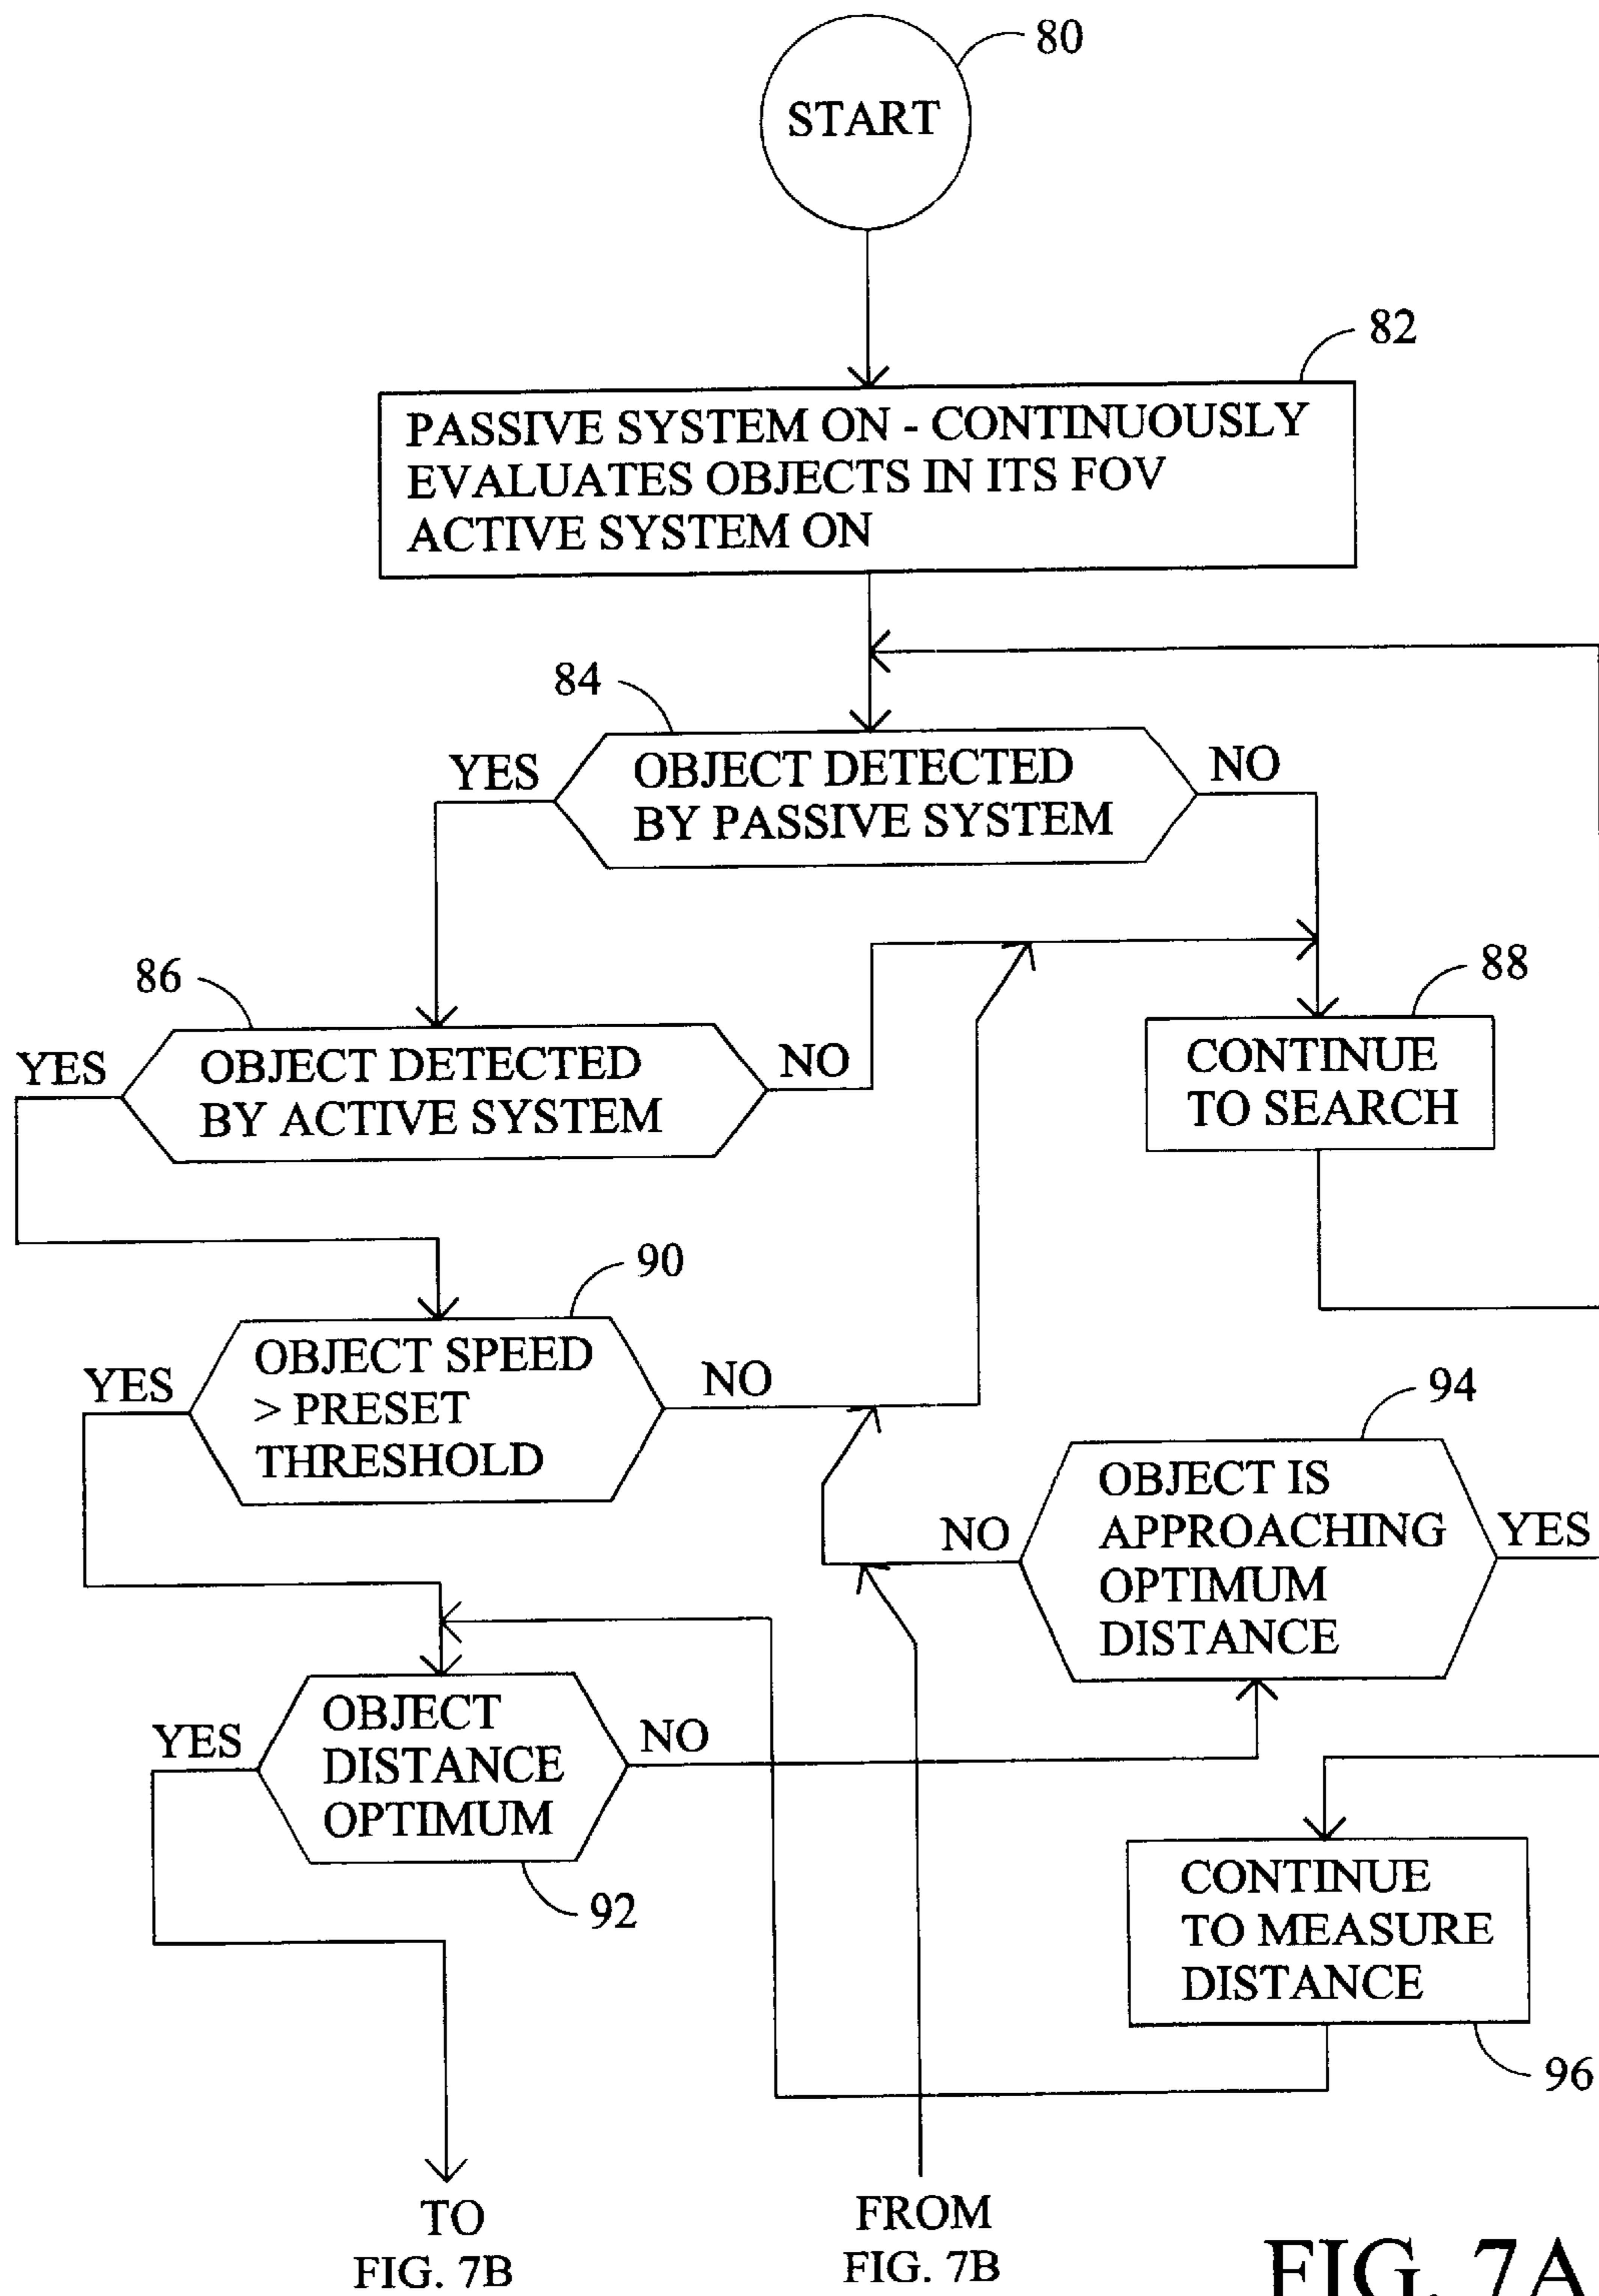 80
START
82
PASSIVE SYSTEM ON - CONTINUOUSLY
EVALUATES OBJECTS IN ITS FOV
ACTIVE SYSTEM ON
84
YES
OBJECT DETECTED
BY PASSIVE SYSTEM
NO
86
YES
OBJECT DETECTED
BY ACTIVE SYSTEM
NO
88
CONTINUE
TO SEARCH
90
YES
OBJECT SPEED
> PRESET
THRESHOLD
NO
94
NO
OBJECT IS
APPROACHING
OPTIMUM
DISTANCE
YES
YES
OBJECT
DISTANCE
OPTIMUM
NO
92
CONTINUE
TO MEASURE
DISTANCE
96
TO
FIG. 7B
FROM
FIG. 7B
FIG. 7A